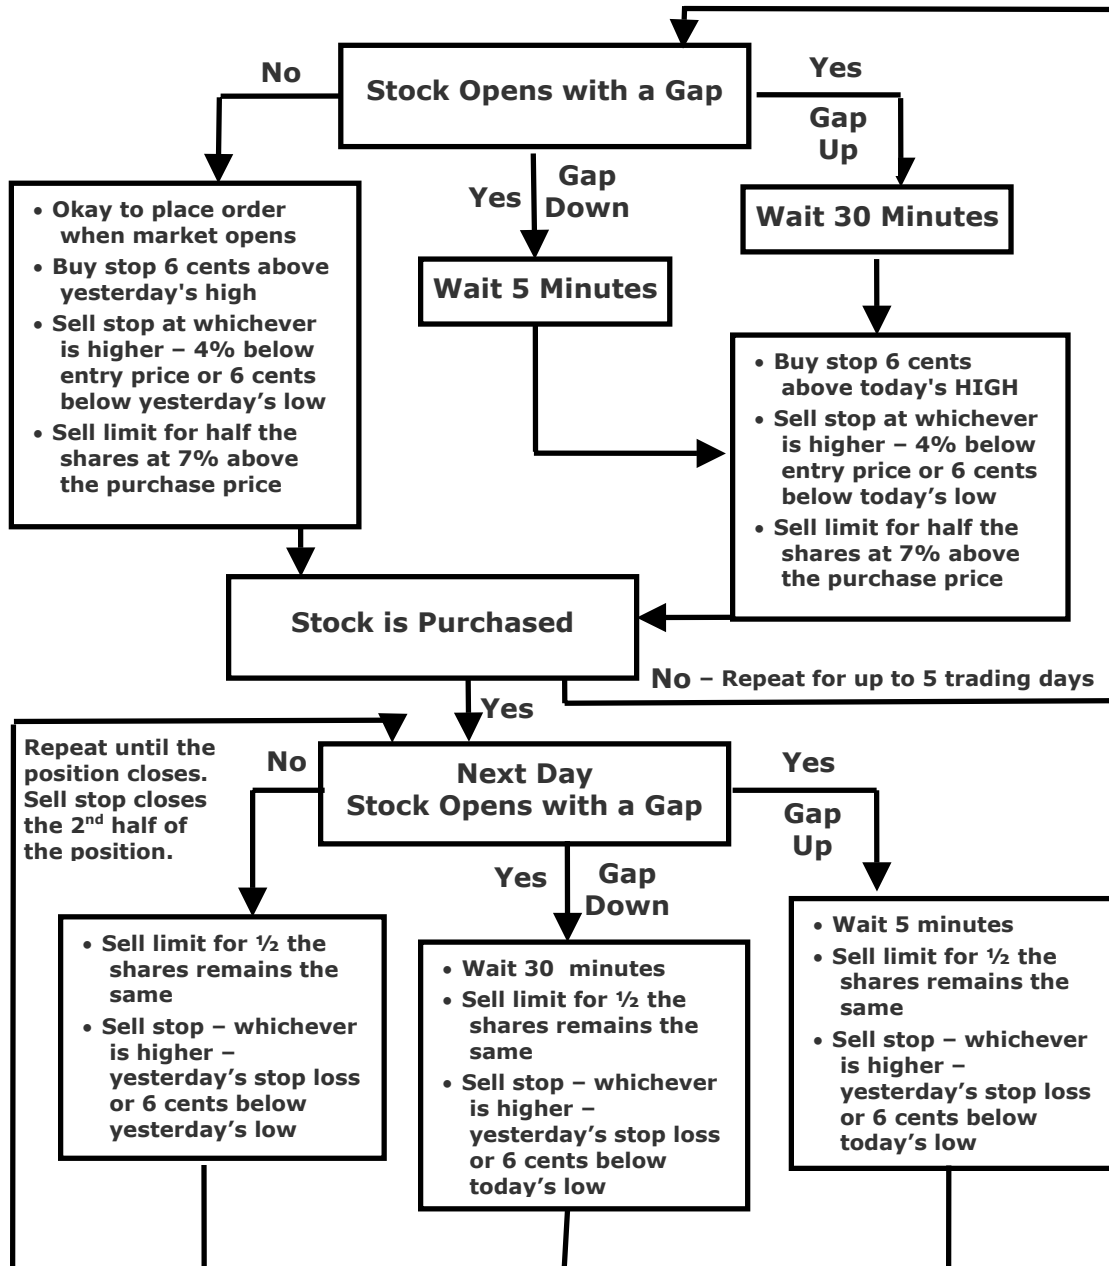 Stock Opens with a Gap
No
Yes
Gap
Up
Yes
Gap
Down
• Okay to place order
when market opens
• Buy stop 6 cents above
yesterday's high
• Sell stop at whichever
is higher – 4% below
entry price or 6 cents
below yesterday’s low
• Sell limit for half the
shares at 7% above
the purchase price
Wait 5 Minutes
Wait 30 Minutes
• Buy stop 6 cents
above today's HIGH
• Sell stop at whichever
is higher – 4% below
entry price or 6 cents
below today’s low
• Sell limit for half the
shares at 7% above
the purchase price
Stock is Purchased
No – Repeat for up to 5 trading days
Yes
Repeat until the
position closes.
Sell stop closes
the 2nd half of
the position.
Next Day
Stock Opens with a Gap
No
Yes
Gap
Up
Yes
Gap
Down
• Sell limit for ½ the
shares remains the
same
• Sell stop – whichever
is higher –
yesterday’s stop loss
or 6 cents below
yesterday’s low
• Wait 30 minutes
• Sell limit for ½ the
shares remains the
same
• Sell stop – whichever
is higher –
yesterday’s stop loss
or 6 cents below
today’s low
• Wait 5 minutes
• Sell limit for ½ the
shares remains the
same
• Sell stop – whichever
is higher –
yesterday’s stop loss
or 6 cents below
today’s low